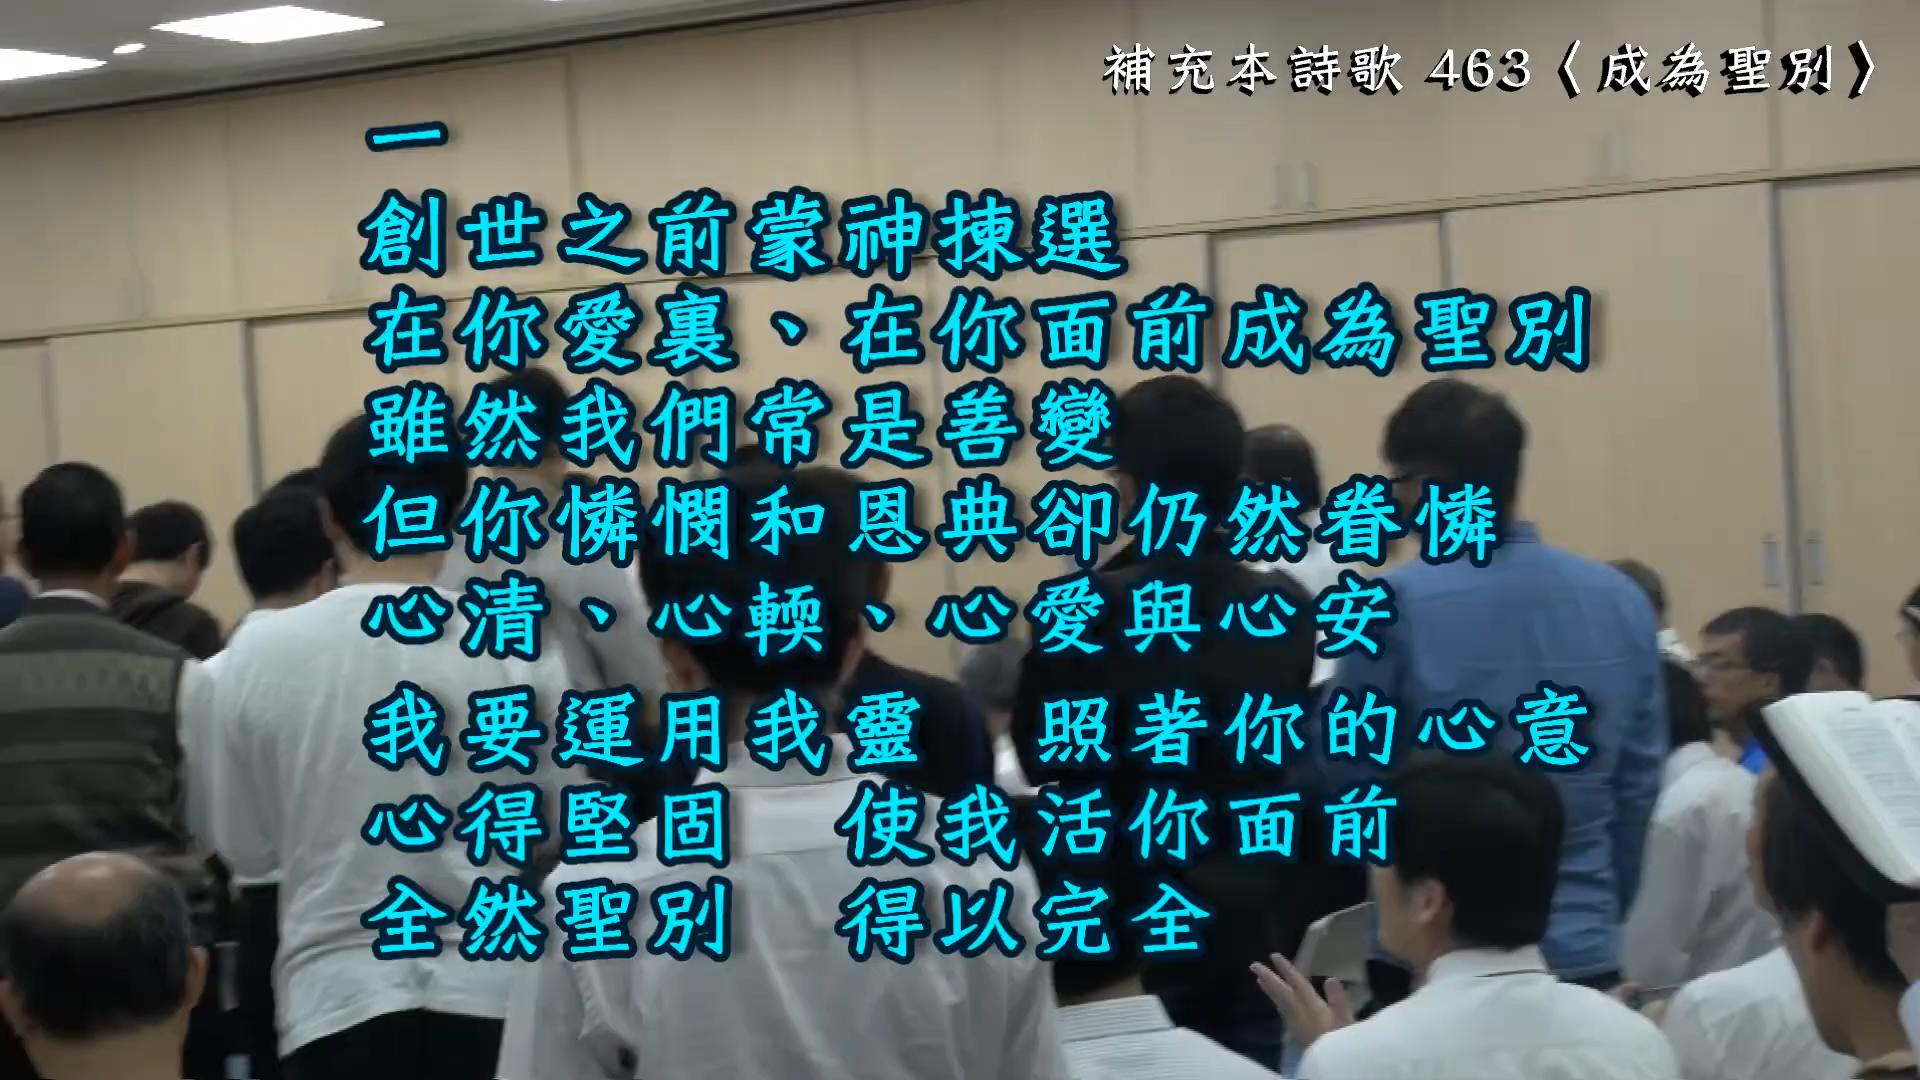 補充本詩歌 463〈成為聖別〉
一
創世之前蒙神揀選
在你愛裏、在你面前成為聖別
雖然我們常是善變
但你憐憫和恩典卻仍然眷憐
心清、心輭、心愛與心安
我要運用我靈　照著你的心意
心得堅固　使我活你面前
全然聖別　得以完全